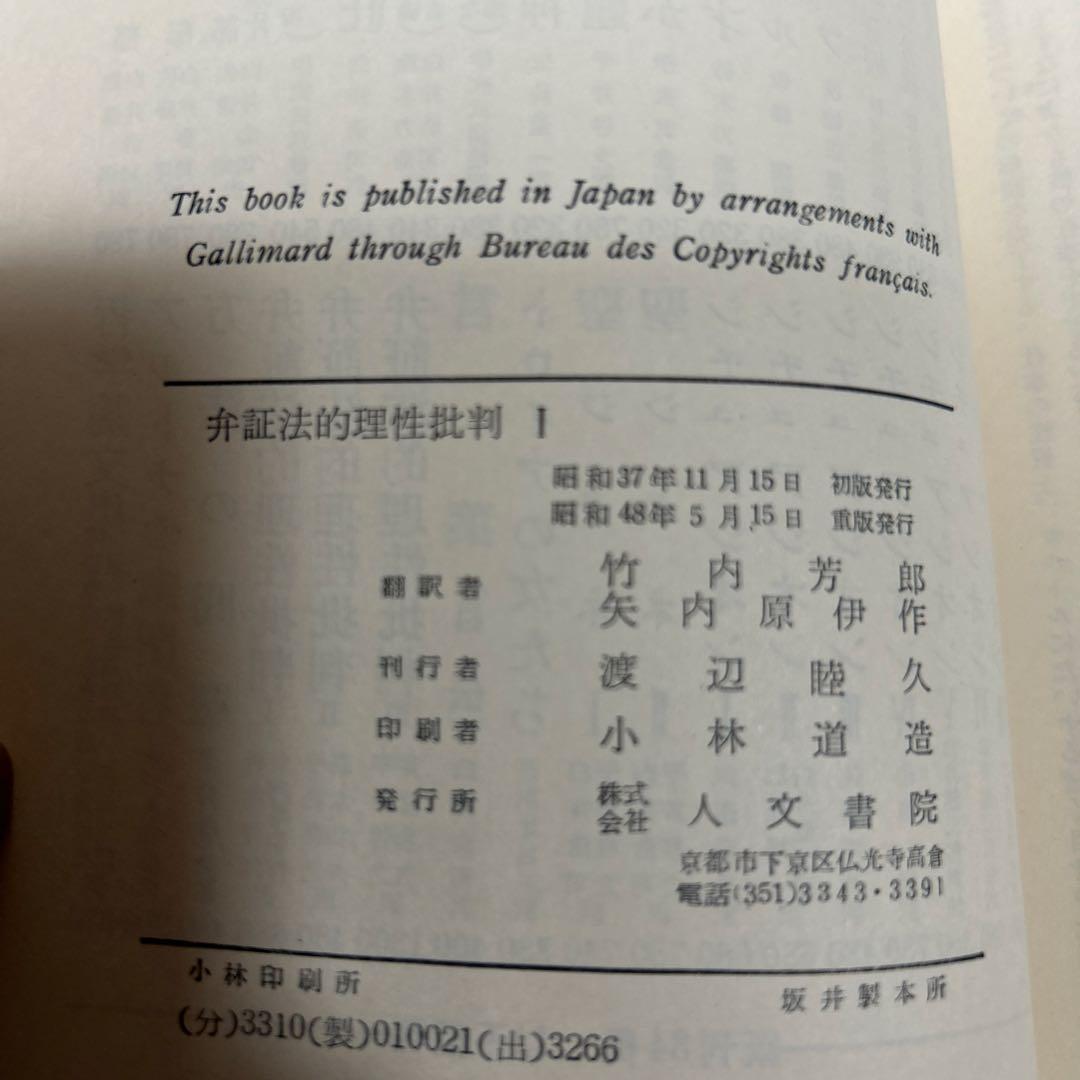 This book is published in Japan by arrangements with
Gallimard through Bureau des Copyrights français.
弁証法的理性批判 I
昭和37年11月15日 初版発行
昭和48年5月15日 重版発行
翻訳者 竹内芳郎
矢内原伊作
刊行者 渡辺睦久
印刷者 小林道造
発行所 株式会社 人文書院
京都市下京区仏光寺高倉
電話(351)3343・3391
小林印刷所 坂井製本所
(分)3310(製)010021(出)3266